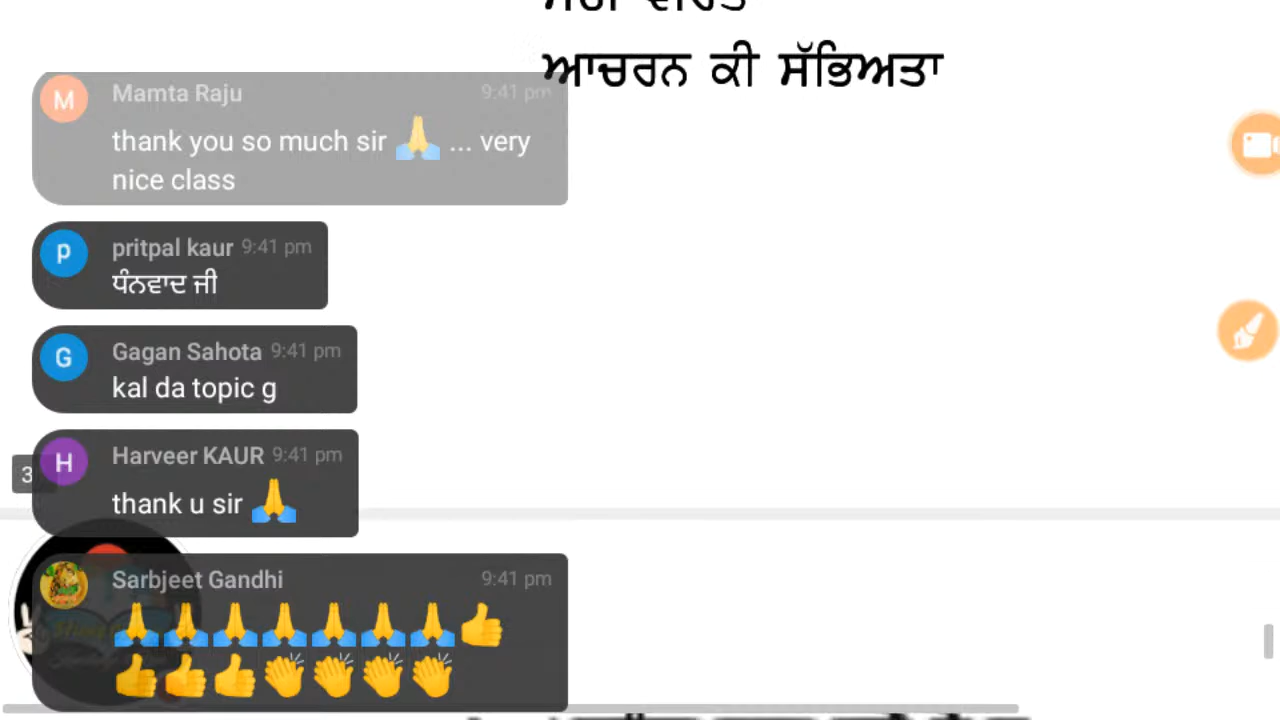 ਆਚਰਨ ਕੀ ਸੱਭਿਅਤਾ
Mamta Raju 9:41 pm
thank you so much sir 🙏 ... very
nice class
pritpal kaur 9:41 pm
ਧੰਨਵਾਦ ਜੀ
Gagan Sahota 9:41 pm
kal da topic g
Harveer KAUR 9:41 pm
thank u sir 🙏
Sarbjeet Gandhi 9:41 pm
🙏🙏🙏🙏🙏🙏🙏👍
👍👍👍👏👏👏👏